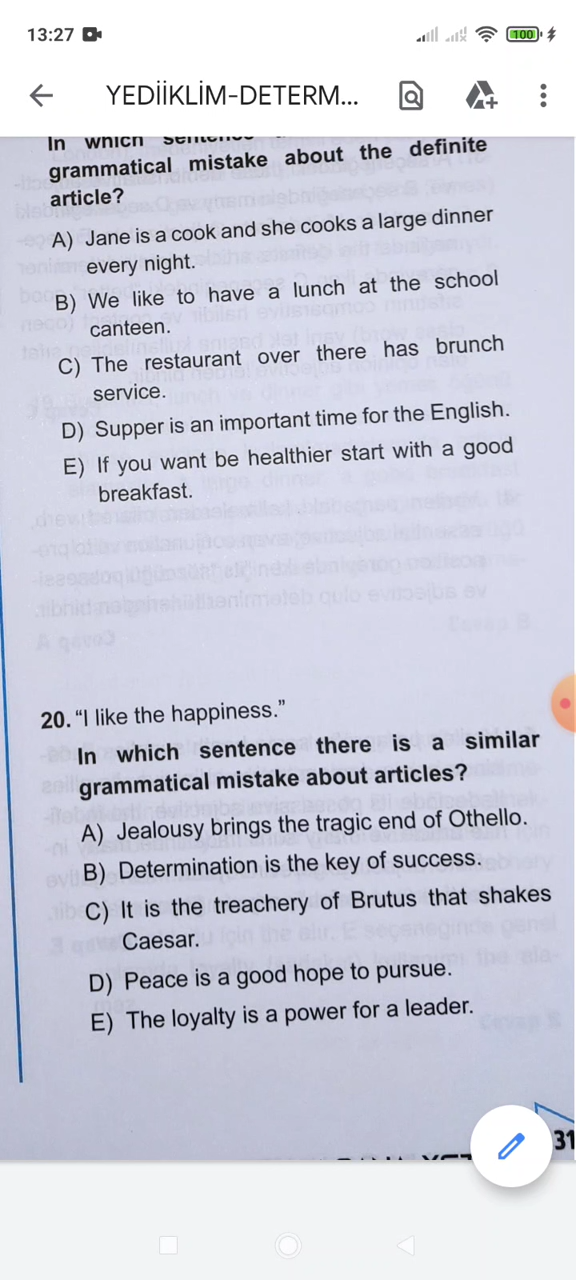 13:27
100
YEDİİKLİM-DETERM...
In which
grammatical mistake about the definite
article?
A) Jane is a cook and she cooks a large dinner
every night.
B) We like to have a lunch at the school
canteen.
C) The restaurant over there has brunch
service.
D) Supper is an important time for the English.
E) If you want be healthier start with a good
breakfast.
20. “I like the happiness.”
In which sentence there is a similar
grammatical mistake about articles?
A) Jealousy brings the tragic end of Othello.
B) Determination is the key of success.
C) It is the treachery of Brutus that shakes
Caesar.
D) Peace is a good hope to pursue.
E) The loyalty is a power for a leader.
31